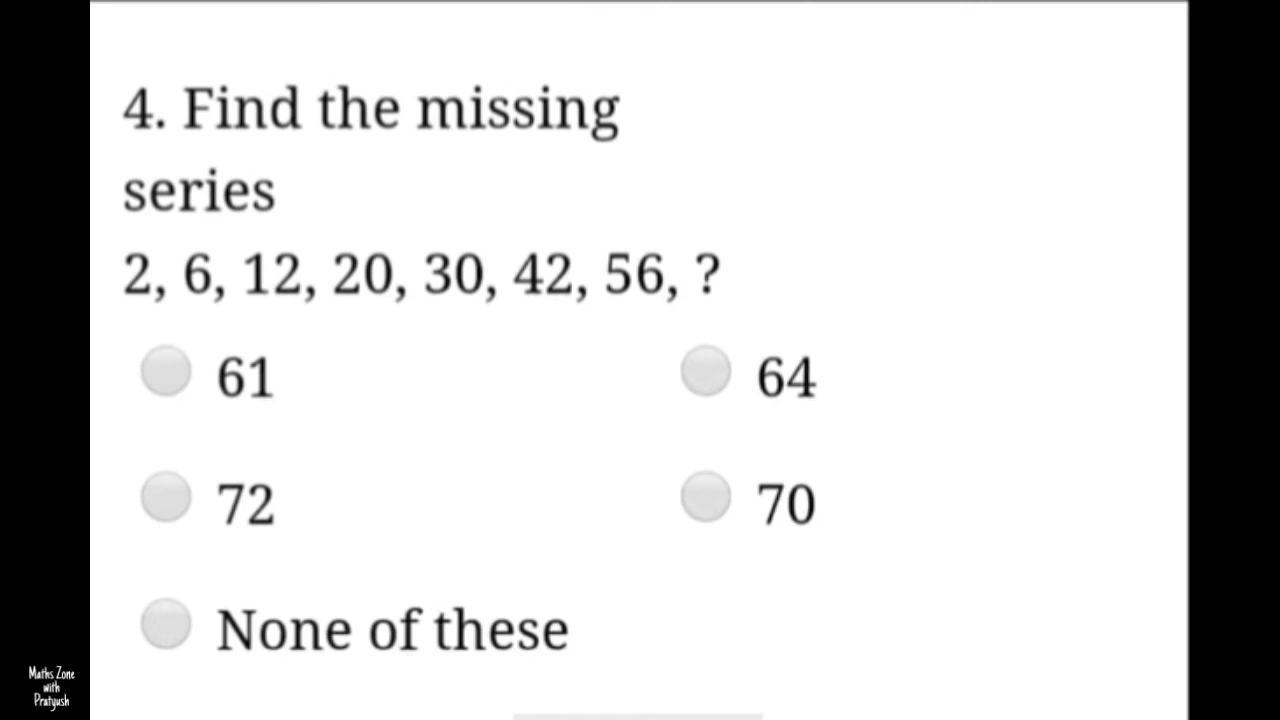 4. Find the missing
series
2, 6, 12, 20, 30, 42, 56, ?
61
64
72
70
None of these
Maths Zone
with
Pratyush